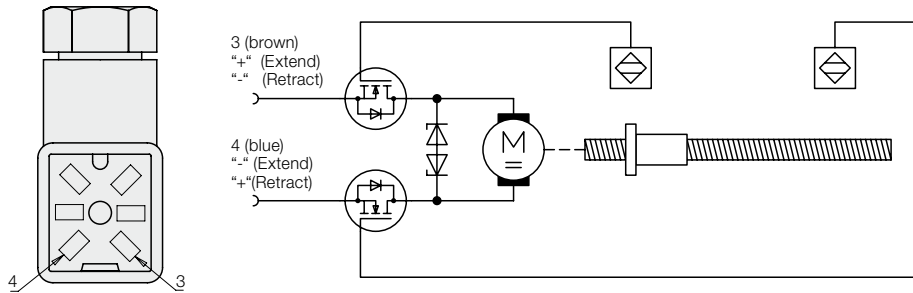 3 (brown)
"+“ (Extend)
"-“ (Retract)
4 (blue)
"-“ (Extend)
"+“(Retract)
M
=
4
3